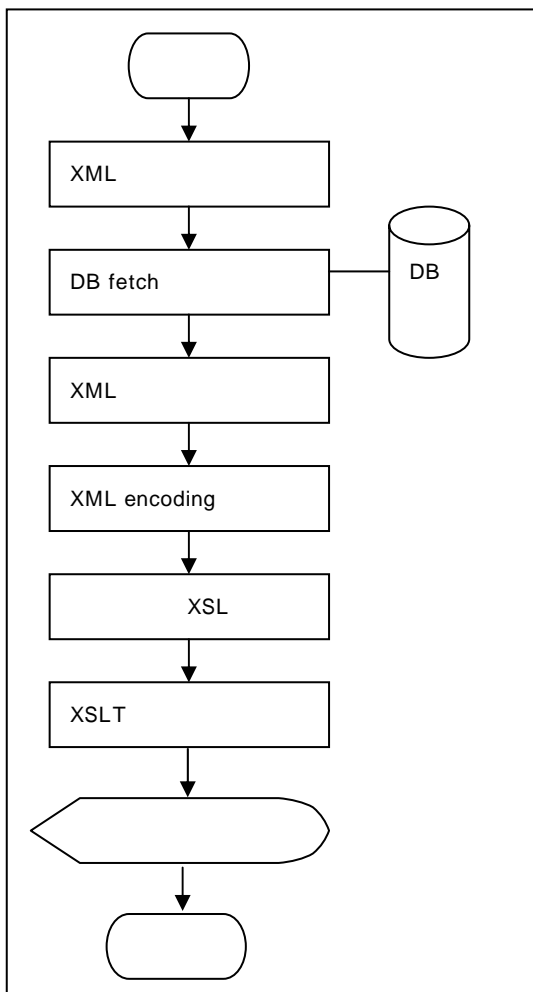 XML
DB fetch
DB
XML
XML encoding
XSL
XSLT